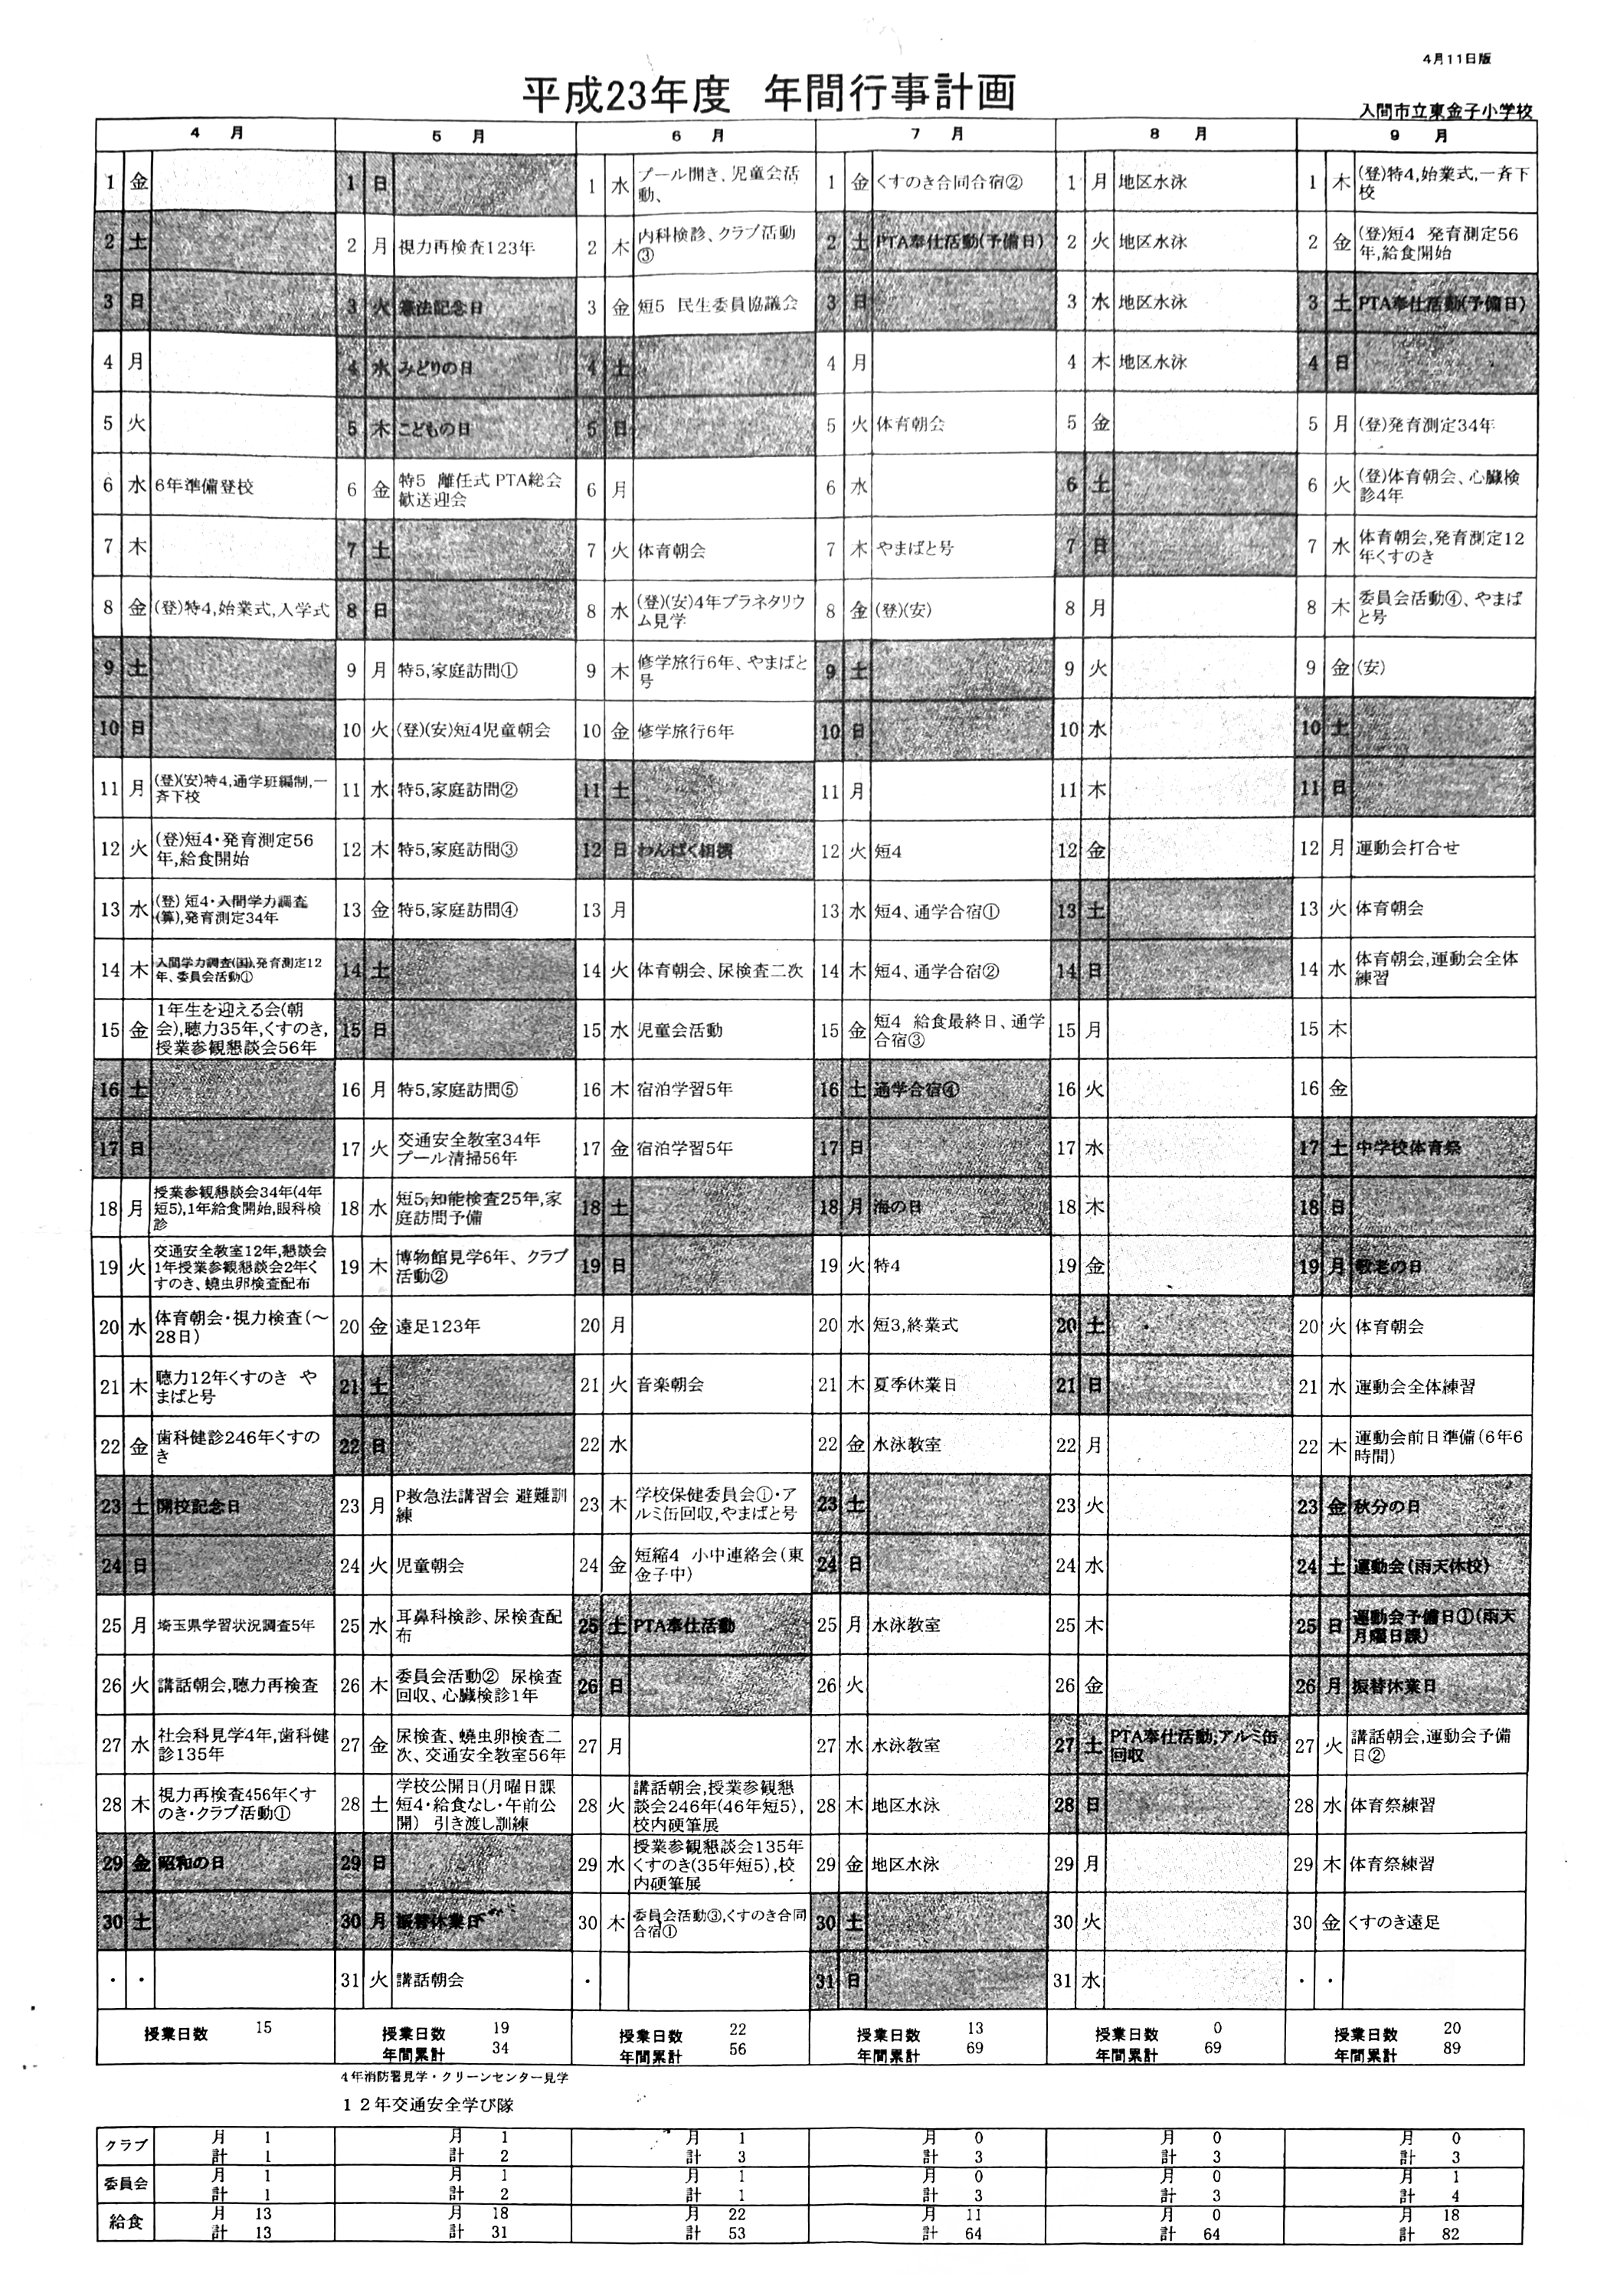 4月11日版
平成23年度 年間行事計画
入間市立東金子小学校
4 月
1 金
2 土
3 日
4 月
5 火
6 水 6年準備登校
7 木
8 金 (登)特4,始業式,入学式
9 土
10 日
11 月 (登)(安)特4,通学班編制,一
斉下校
12 火 (登)短4・発育測定56
年,給食開始
13 水 (登) 短4・入間学力調査
(算),発育測定34年
14 木 入間学力調査(国),発育測定12
年、委員会活動①
15 金 1年生を迎える会(朝
会),聴力35年,くすのき,
授業参観懇談会56年
16 土
17 日
18 月 授業参観懇談会34年(4年
短5),1年給食開始,眼科検
診
19 火 交通安全教室12年,懇談会
1年授業参観懇談会2年く
すのき、蟯虫卵検査配布
20 水 体育朝会・視力検査(～
28日)
21 木 聴力12年くすのき や
まばと号
22 金 歯科健診246年くすの
き
23 土 開校記念日
24 日
25 月 埼玉県学習状況調査5年
26 火 講話朝会,聴力再検査
27 水 社会科見学4年,歯科健
診135年
28 木 視力再検査456年くす
のき・クラブ活動①
29 金 昭和の日
30 土
・ ・
授業日数 15
5 月
1 日
2 月 視力再検査123年
3 火 憲法記念日
4 水 みどりの日
5 木 こどもの日
6 金 特5 離任式 PTA総会
歓送迎会
7 土
8 日
9 月 特5,家庭訪問①
10 火 (登)(安)短4児童朝会
11 水 特5,家庭訪問②
12 木 特5,家庭訪問③
13 金 特5,家庭訪問④
14 土
15 日
16 月 特5,家庭訪問⑤
17 火 交通安全教室34年
プール清掃56年
18 水 短5,知能検査25年,家
庭訪問予備
19 木 博物館見学6年、クラブ
活動②
20 金 遠足123年
21 土
22 日
23 月 P救急法講習会 避難訓
練
24 火 児童朝会
25 水 耳鼻科検診、尿検査配
布
26 木 委員会活動② 尿検査
回収、心臓検診1年
27 金 尿検査、蟯虫卵検査二
次、交通安全教室56年
28 土 学校公開日(月曜日課
短4・給食なし・午前公
開) 引き渡し訓練
29 日
30 月 振替休業日
31 火 講話朝会
授業日数 19
年間累計 34
6 月
1 水 プール開き、児童会活
動、
2 木 内科検診、クラブ活動
③
3 金 短5 民生委員協議会
4 土
5 日
6 月
7 火 体育朝会
8 水 (登)(安)4年プラネタリウ
ム見学
9 木 修学旅行6年、やまばと
号
10 金 修学旅行6年
11 土
12 日 わんぱく相撲
13 月
14 火 体育朝会、尿検査二次
15 水 児童会活動
16 木 宿泊学習5年
17 金 宿泊学習5年
18 土
19 日
20 月
21 火 音楽朝会
22 水
23 木 学校保健委員会①・ア
ルミ缶回収,やまばと号
24 金 短縮4 小中連絡会(東
金子中)
25 土 PTA奉仕活動
26 日
27 月
28 火 講話朝会,授業参観懇
談会246年(46年短5),
校内硬筆展
29 水 授業参観懇談会135年
くすのき(35年短5),校
内硬筆展
30 木 委員会活動③,くすのき合同
合宿①
・
授業日数 22
年間累計 56
7 月
1 金 くすのき合同合宿②
2 土 PTA奉仕活動(予備日)
3 日
4 月
5 火 体育朝会
6 水
7 木 やまばと号
8 金 (登)(安)
9 土
10 日
11 月
12 火 短4
13 水 短4、通学合宿①
14 木 短4、通学合宿②
15 金 短4 給食最終日、通学
合宿③
16 土 通学合宿④
17 日
18 月 海の日
19 火 特4
20 水 短3,終業式
21 木 夏季休業日
22 金 水泳教室
23 土
24 日
25 月 水泳教室
26 火
27 水 水泳教室
28 木 地区水泳
29 金 地区水泳
30 土
31 日
授業日数 13
年間累計 69
8 月
1 月 地区水泳
2 火 地区水泳
3 水 地区水泳
4 木 地区水泳
5 金
6 土
7 日
8 月
9 火
10 水
11 木
12 金
13 土
14 日
15 月
16 火
17 水
18 木
19 金
20 土
21 日
22 月
23 火
24 水
25 木
26 金
27 土 PTA奉仕活動;アルミ缶
回収
28 日
29 月
30 火
31 水
授業日数 0
年間累計 69
9 月
1 木 (登)特4,始業式,一斉下
校
2 金 (登)短4 発育測定56
年,給食開始
3 土 PTA奉仕活動(予備日)
4 日
5 月 (登)発育測定34年
6 火 (登)体育朝会、心臓検
診4年
7 水 体育朝会,発育測定12
年くすのき
8 木 委員会活動④、やまば
と号
9 金 (安)
10 土
11 日
12 月 運動会打合せ
13 火 体育朝会
14 水 体育朝会,運動会全体
練習
15 木
16 金
17 土 中学校体育祭
18 日
19 月 敬老の日
20 火 体育朝会
21 水 運動会全体練習
22 木 運動会前日準備(6年6
時間)
23 金 秋分の日
24 土 運動会(雨天休校)
25 日 運動会予備日①(雨天
月曜日課)
26 月 振替休業日
27 火 講話朝会,運動会予備
日②
28 水 体育祭練習
29 木 体育祭練習
30 金 くすのき遠足
・ ・
授業日数 20
年間累計 89
4年消防署見学・クリーンセンター見学
12年交通安全学び隊
クラブ 月 1 月 1 月 1 月 0 月 0 月 0
計 1 計 2 計 3 計 3 計 3 計 3
委員会 月 1 月 1 月 1 月 0 月 0 月 1
計 1 計 2 計 1 計 3 計 3 計 4
給食 月 13 月 18 月 22 月 11 月 0 月 18
計 13 計 31 計 53 計 64 計 64 計 82